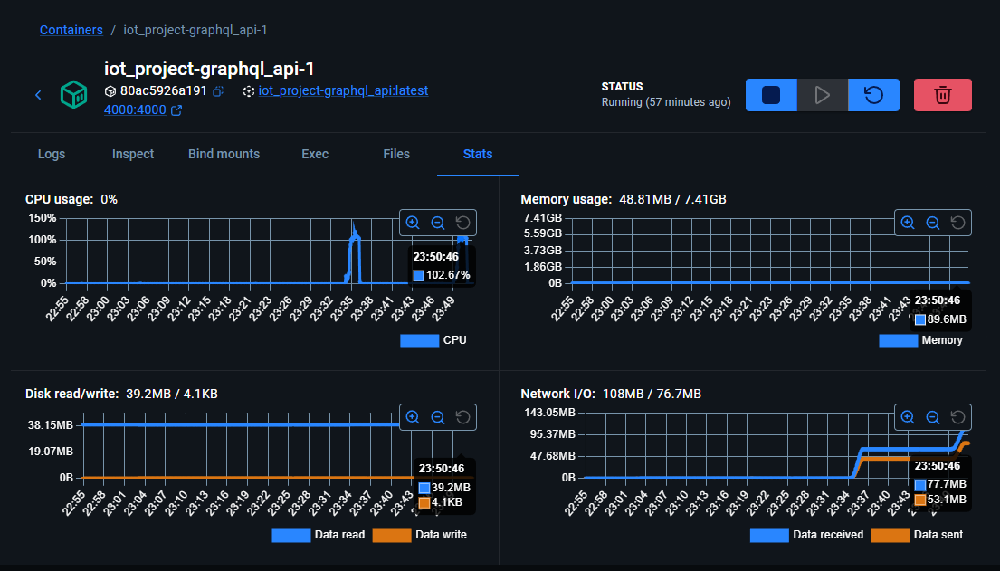 Containers / iot_project-graphql_api-1
iot_project-graphql_api-1
80ac5926a191 iot_project-graphql_api:latest
4000:4000
STATUS
Running (57 minutes ago)
Logs Inspect Bind mounts Exec Files Stats
CPU usage: 0%
150%
100%
50%
0%
23:50:46
102.67%
22:55 22:58 23:00 23:03 23:06 23:09 23:12 23:15 23:18 23:21 23:23 23:26 23:29 23:32 23:35 23:38 23:41 23:43 23:46 23:49
CPU
Memory usage: 48.81MB / 7.41GB
7.41GB
5.59GB
3.73GB
1.86GB
0B
22:55 22:58 23:00 23:03 23:06 23:09 23:12 23:15 23:18 23:21 23:23 23:26 23:29 23:32 23:35 23:38 23:41 23:43
23:50:46
89.6MB
Memory
Disk read/write: 39.2MB / 4.1KB
38.15MB
19.07MB
0B
22:55 22:58 23:01 23:04 23:07 23:10 23:13 23:16 23:19 23:22 23:25 23:28 23:31 23:34 23:37 23:40 23:43
23:50:46
39.2MB
4.1KB
Data read Data write
Network I/O: 108MB / 76.7MB
143.05MB
95.37MB
47.68MB
0B
22:55 22:58 23:01 23:04 23:07 23:10 23:13 23:16 23:19 23:22 23:25 23:28 23:31 23:34 23:37 23:40 23:43
23:50:46
77.7MB
53.1MB
Data received Data sent